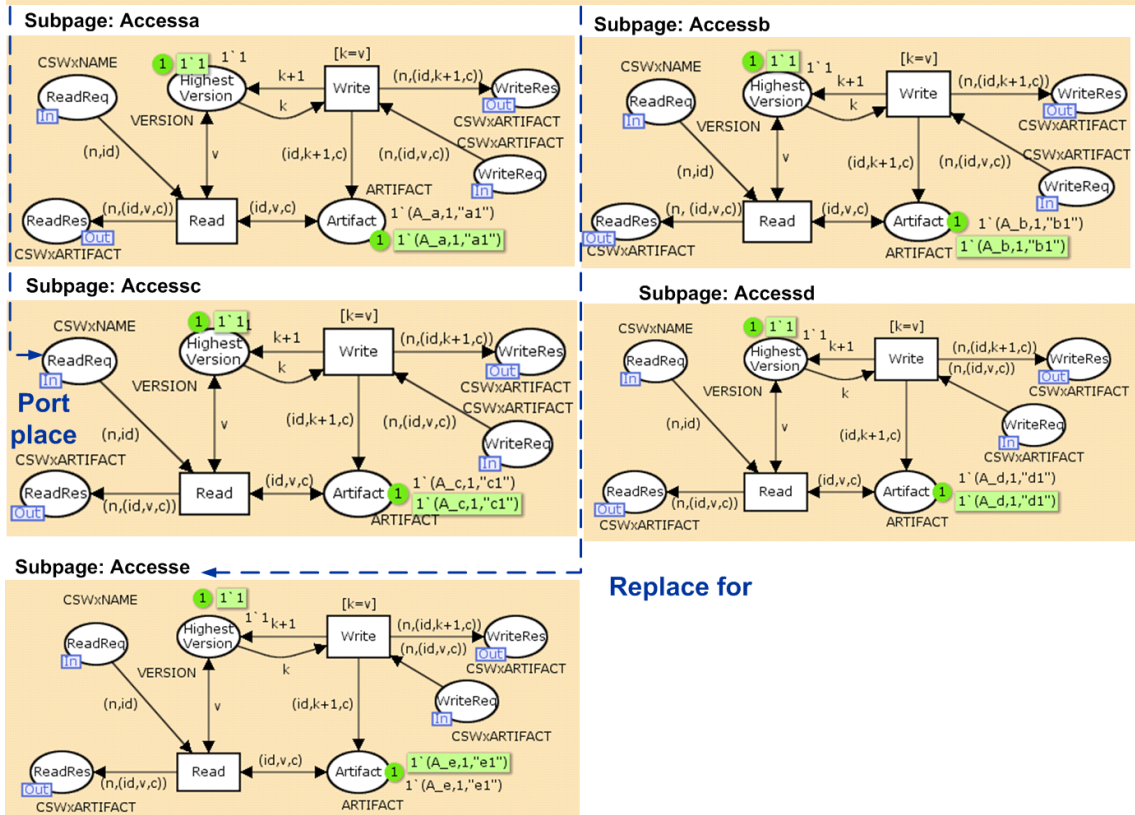 Subpage: Accessa
CSWxNAME
ReadReq
In
1
1`1
1`1
Highest
Version
VERSION
k+1
k
[k=v]
Write
(n,(id,k+1,c))
WriteRes
Out
CSWxARTIFACT
CSWxARTIFACT
(n,id)
v
(id,k+1,c)
(n,(id,v,c))
WriteReq
In
ARTIFACT
ReadRes
Out
CSWxARTIFACT
(n,(id,v,c))
Read
(id,v,c)
Artifact
1`(A_a,1,"a1")
1
1`(A_a,1,"a1")
Subpage: Accessb
CSWxNAME
ReadReq
In
1
1`1
1`1
Highest
Version
VERSION
k+1
k
[k=v]
Write
(n,(id,k+1,c))
WriteRes
Out
CSWxARTIFACT
CSWxARTIFACT
(n,id)
v
(id,k+1,c)
(n,(id,v,c))
WriteReq
In
ReadRes
Out
CSWxARTIFACT
(n, (id,v,c))
Read
(id,v,c)
Artifact
1
1`(A_b,1,"b1")
1`(A_b,1,"b1")
ARTIFACT
Subpage: Accessc
CSWxNAME
ReadReq
In
Port
place
1
1`1
1
Highest
Version
VERSION
k+1
k
[k=v]
Write
(n,(id,k+1,c))
WriteRes
Out
CSWxARTIFACT
CSWxARTIFACT
(n,id)
v
(id,k+1,c)
(n,(id,v,c))
WriteReq
In
CSWxARTIFACT
ReadRes
Out
(n,(id,v,c))
Read
(id,v,c)
Artifact
1
1`(A_c,1,"c1")
1`(A_c,1,"c1")
ARTIFACT
Subpage: Accessd
CSWxNAME
ReadReq
In
1
1`1
1`1
Highest
Version
VERSION
k+1
k
[k=v]
Write
(n,(id,k+1,c))
(n,(id,v,c))
WriteRes
Out
CSWxARTIFACT
(n,id)
v
(id,k+1,c)
WriteReq
In
CSWxARTIFACT
ReadRes
Out
CSWxARTIFACT
(n,(id,v,c))
Read
(id,v,c)
Artifact
1
1`(A_d,1,"d1")
1`(A_d,1,"d1")
ARTIFACT
Subpage: Accesse
CSWxNAME
ReadReq
In
1
1`1
1`1
Highest
Version
VERSION
k+1
k
[k=v]
Write
(n,(id,k+1,c))
(n,(id,v,c))
WriteRes
Out
CSWxARTIFACT
(n,id)
v
(id,k+1,c)
WriteReq
In
CSWxARTIFACT
ReadRes
Out
CSWxARTIFACT
(n,(id,v,c))
Read
(id,v,c)
Artifact
1
1`(A_e,1,"e1")
1`(A_e,1,"e1")
ARTIFACT
Replace for